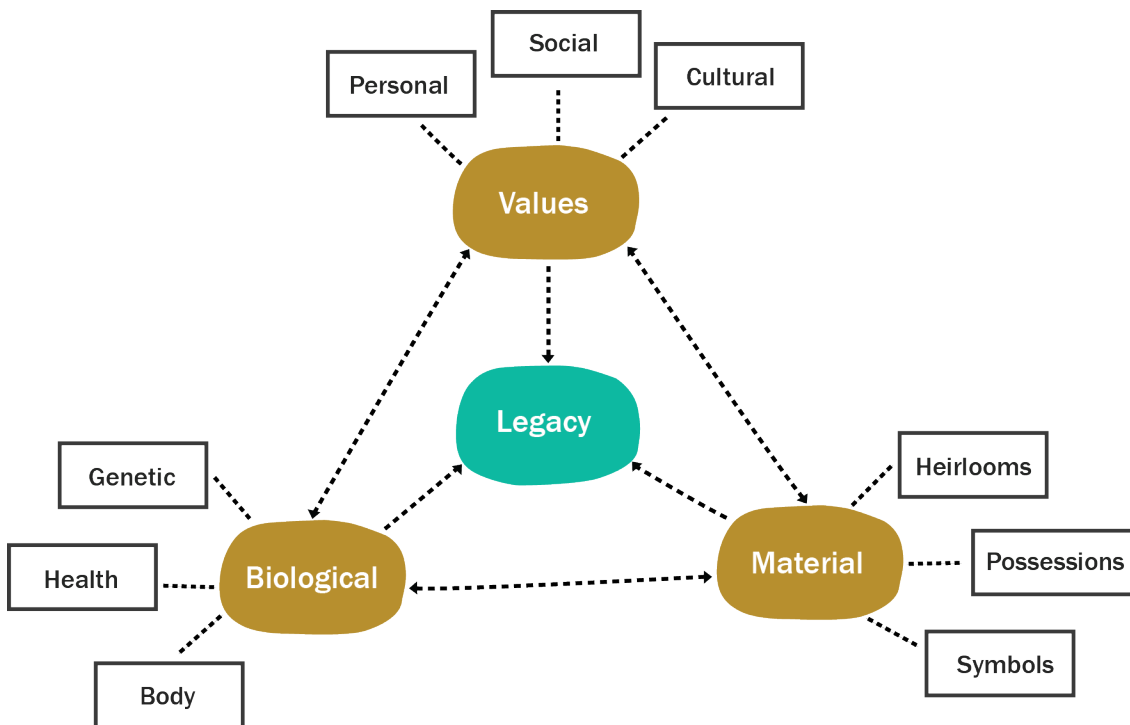 Social
Cultural
Personal
Values
Legacy
Genetic
Heirlooms
Biological
Health
Material
Possessions
Symbols
Body